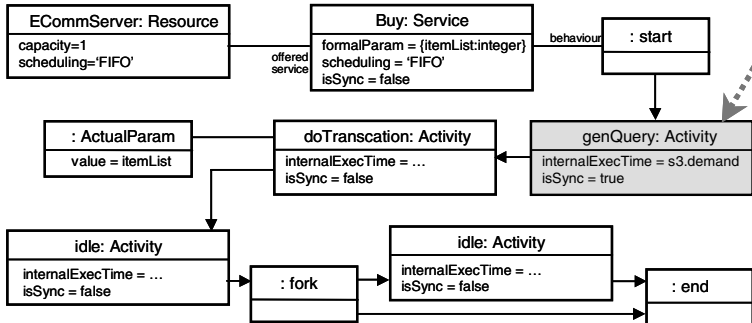 ECommServer: Resource
capacity=1
scheduling='FIFO'
offered
service
Buy: Service
formalParam = {itemList:integer}
scheduling = 'FIFO'
isSync = false
behaviour
: start
: ActualParam
value = itemList
doTranscation: Activity
internalExecTime = ...
isSync = false
genQuery: Activity
internalExecTime = s3.demand
isSync = true
idle: Activity
internalExecTime = ...
isSync = false
: fork
idle: Activity
internalExecTime = ...
isSync = false
: end